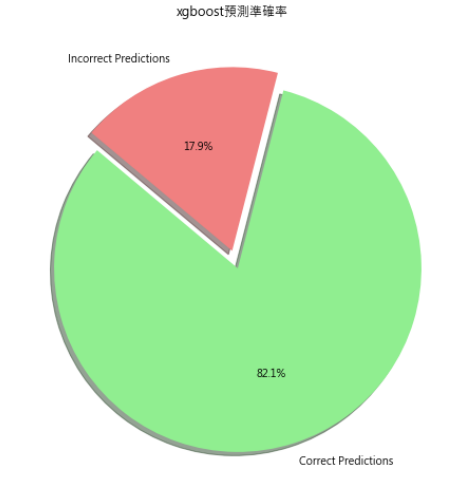 xgboost預測準確率
Incorrect Predictions
17.9%
82.1%
Correct Predictions